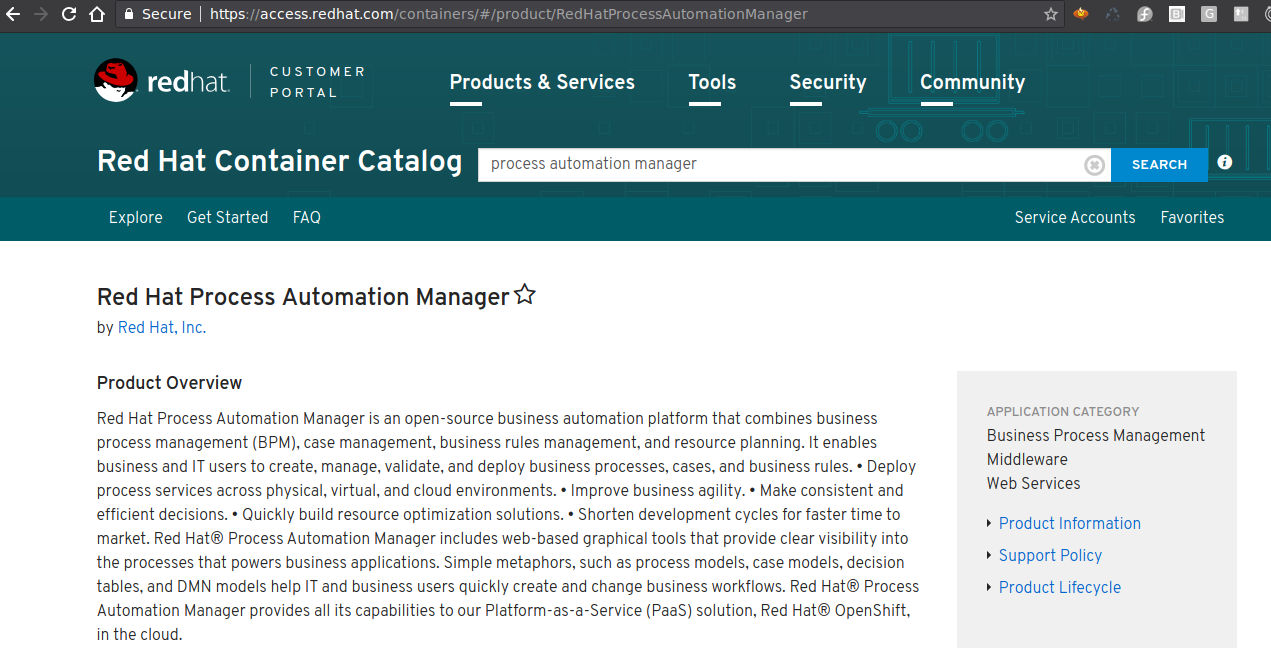 Secure | https://access.redhat.com/containers/#/product/RedHatProcessAutomationManager
redhat. CUSTOMER PORTAL
Products & Services Tools Security Community
Red Hat Container Catalog process automation manager SEARCH
Explore Get Started FAQ Service Accounts Favorites
Red Hat Process Automation Manager
by Red Hat, Inc.
Product Overview
Red Hat Process Automation Manager is an open-source business automation platform that combines business
process management (BPM), case management, business rules management, and resource planning. It enables
business and IT users to create, manage, validate, and deploy business processes, cases, and business rules. • Deploy
process services across physical, virtual, and cloud environments. • Improve business agility. • Make consistent and
efficient decisions. • Quickly build resource optimization solutions. • Shorten development cycles for faster time to
market. Red Hat® Process Automation Manager includes web-based graphical tools that provide clear visibility into
the processes that powers business applications. Simple metaphors, such as process models, case models, decision
tables, and DMN models help IT and business users quickly create and change business workflows. Red Hat® Process
Automation Manager provides all its capabilities to our Platform-as-a-Service (PaaS) solution, Red Hat® OpenShift,
in the cloud.
APPLICATION CATEGORY
Business Process Management
Middleware
Web Services
Product Information
Support Policy
Product Lifecycle